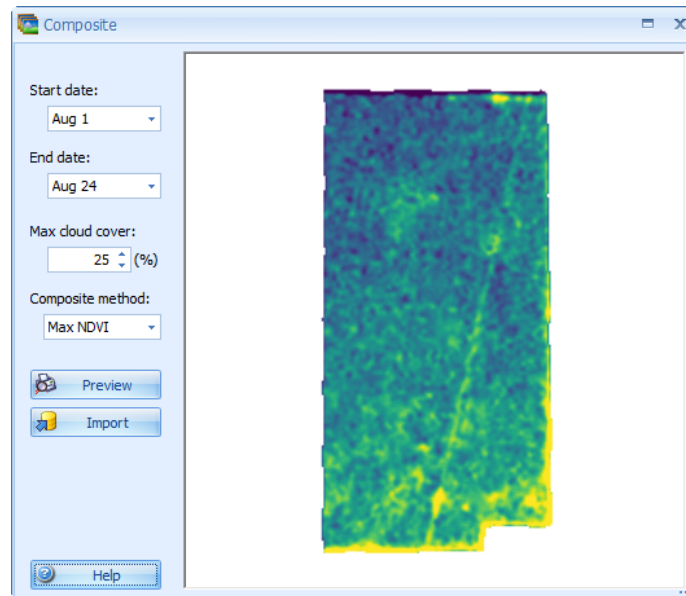 Composite
Start date:
Aug 1
End date:
Aug 24
Max cloud cover:
25 (%)
Composite method:
Max NDVI
Preview
Import
Help